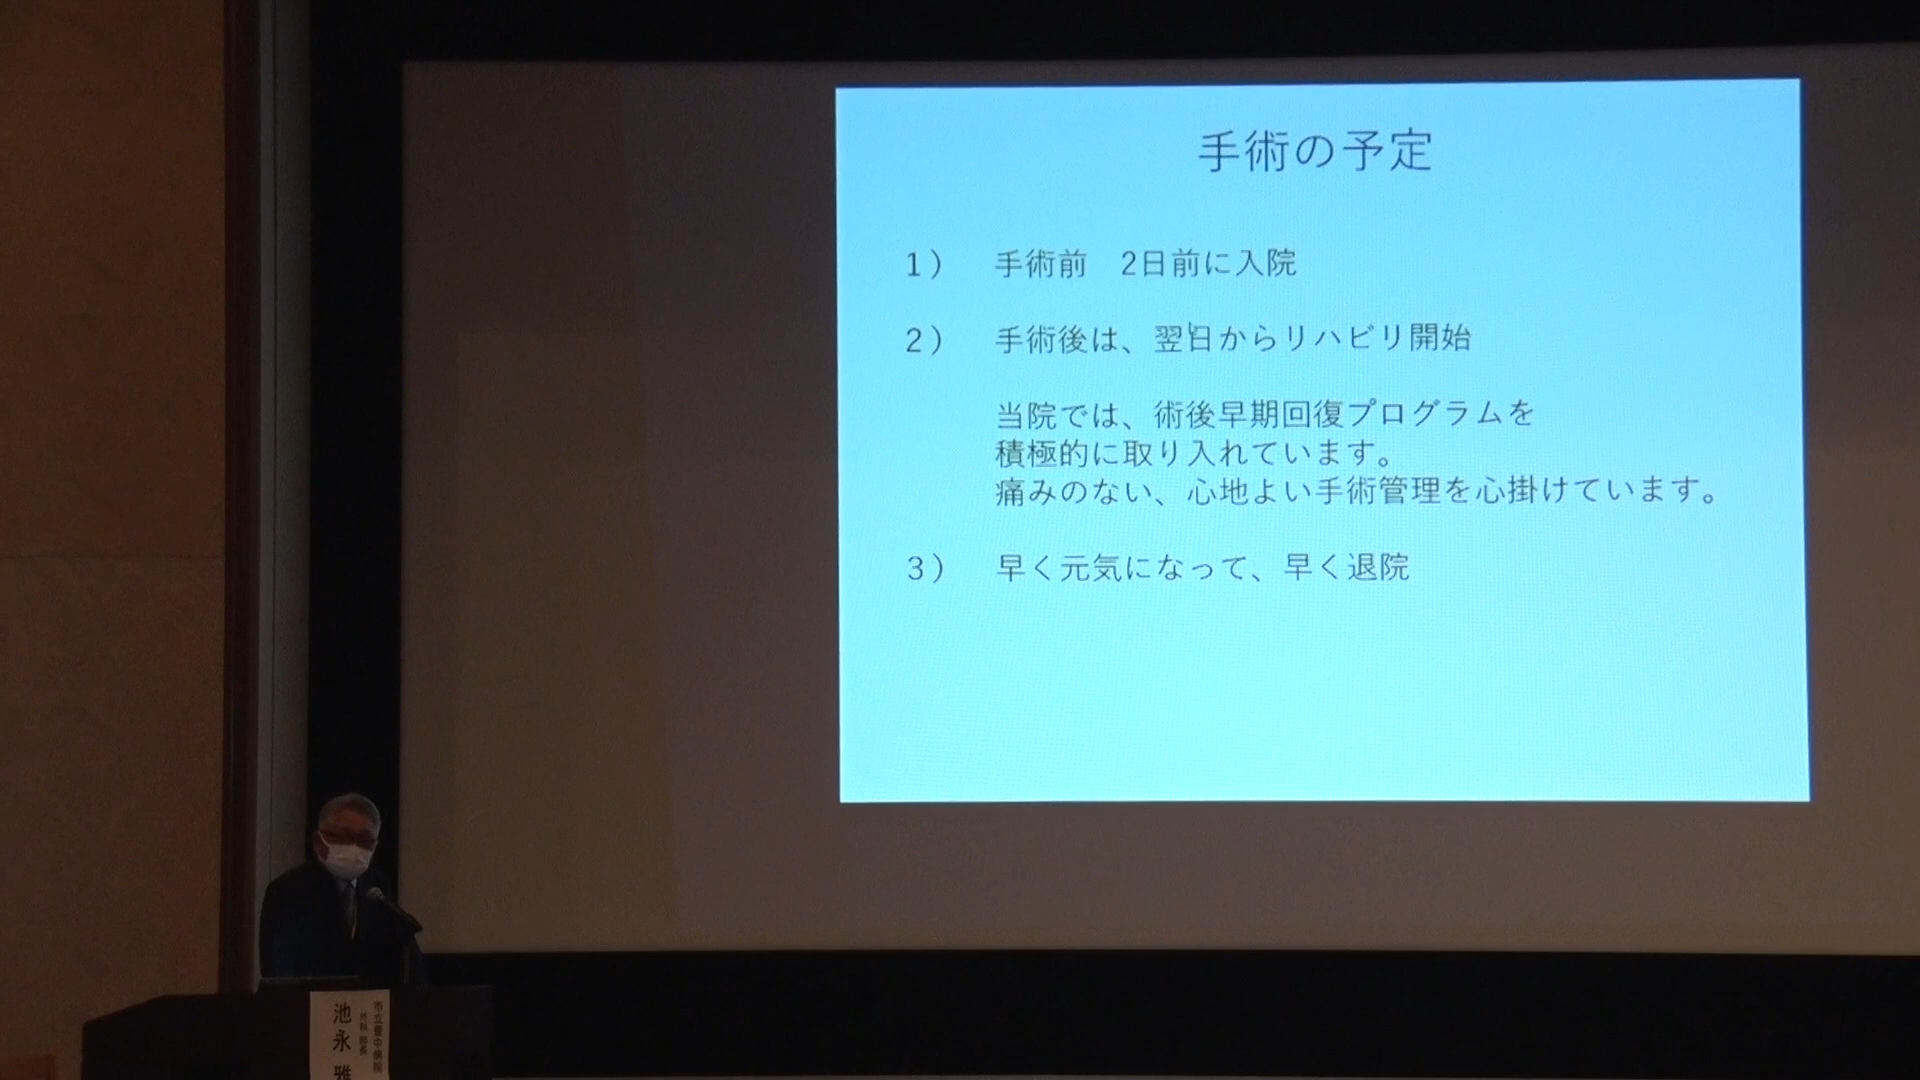 手術の予定
1） 手術前　2日前に入院
2） 手術後は、翌日からリハビリ開始
当院では、術後早期回復プログラムを
積極的に取り入れています。
痛みのない、心地よい手術管理を心掛けています。
3） 早く元気になって、早く退院
市立豊中病院
外科 部長
池永 雅